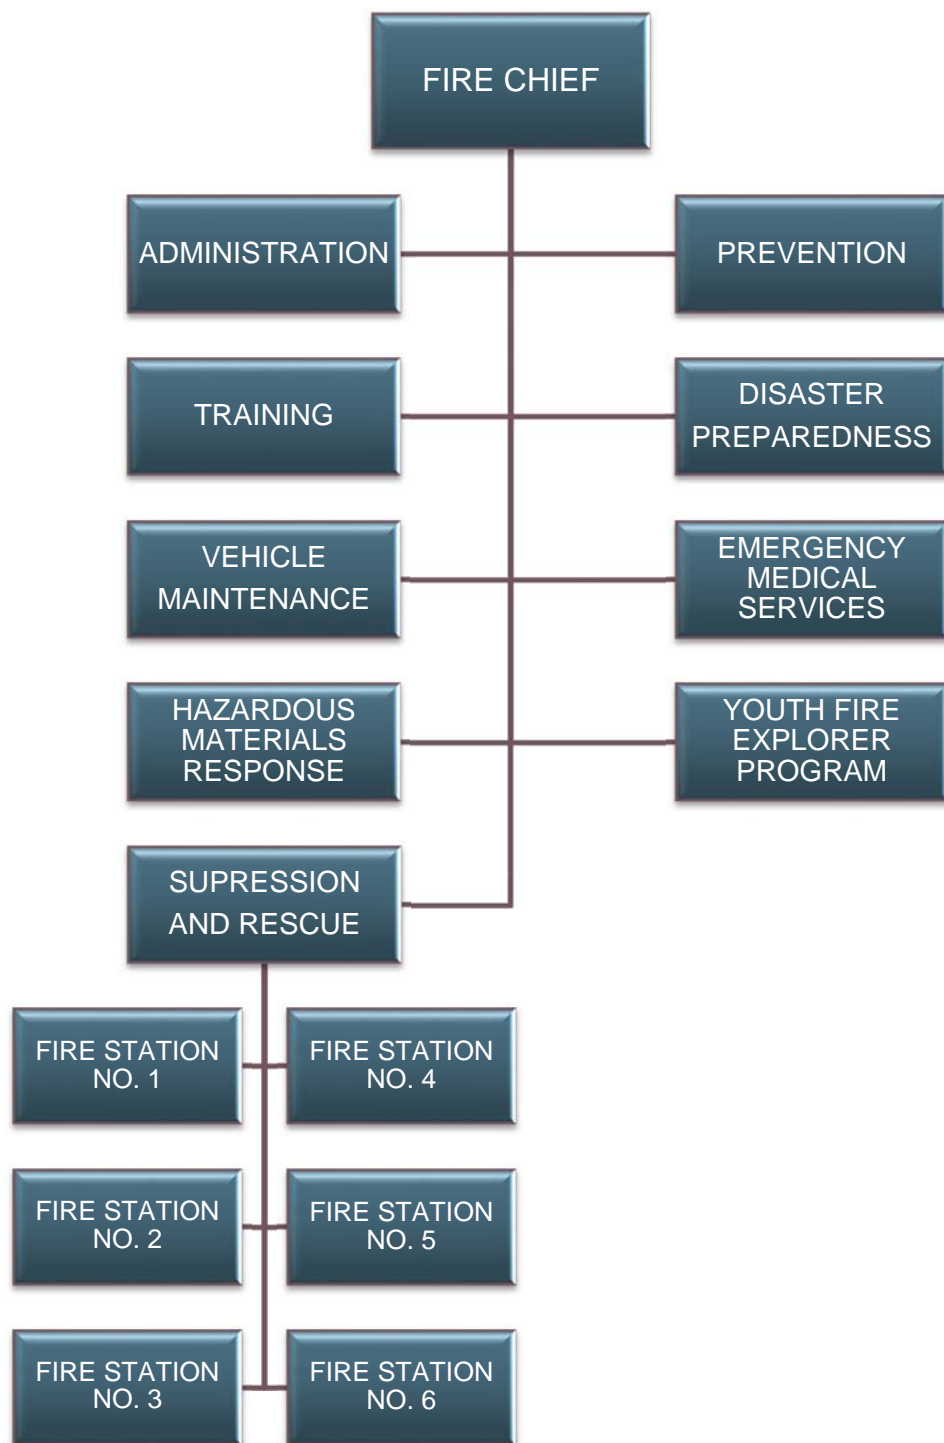 FIRE CHIEF
ADMINISTRATION
PREVENTION
TRAINING
DISASTER
PREPAREDNESS
VEHICLE
MAINTENANCE
EMERGENCY
MEDICAL
SERVICES
HAZARDOUS
MATERIALS
RESPONSE
YOUTH FIRE
EXPLORER
PROGRAM
SUPRESSION
AND RESCUE
FIRE STATION
NO. 1
FIRE STATION
NO. 4
FIRE STATION
NO. 2
FIRE STATION
NO. 5
FIRE STATION
NO. 3
FIRE STATION
NO. 6